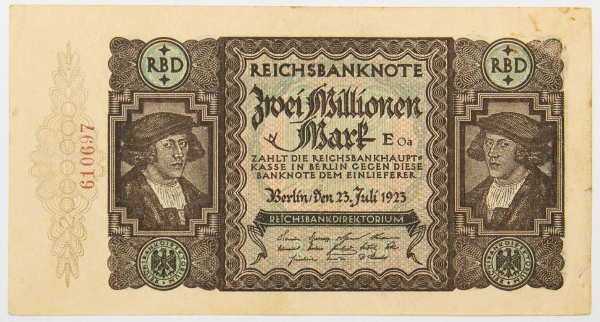 RBD
RBD
REICHSBANKNOTE
Zwei Millionen
Mark
N E Oa
ZAHLT DIE REICHSBANKHAUPT-
KASSE IN BERLIN GEGEN DIESE
BANKNOTE DEM EINLIEFERER
Berlin, den 23. Juli 1923
REICHSBANKDIREKTORIUM
610697